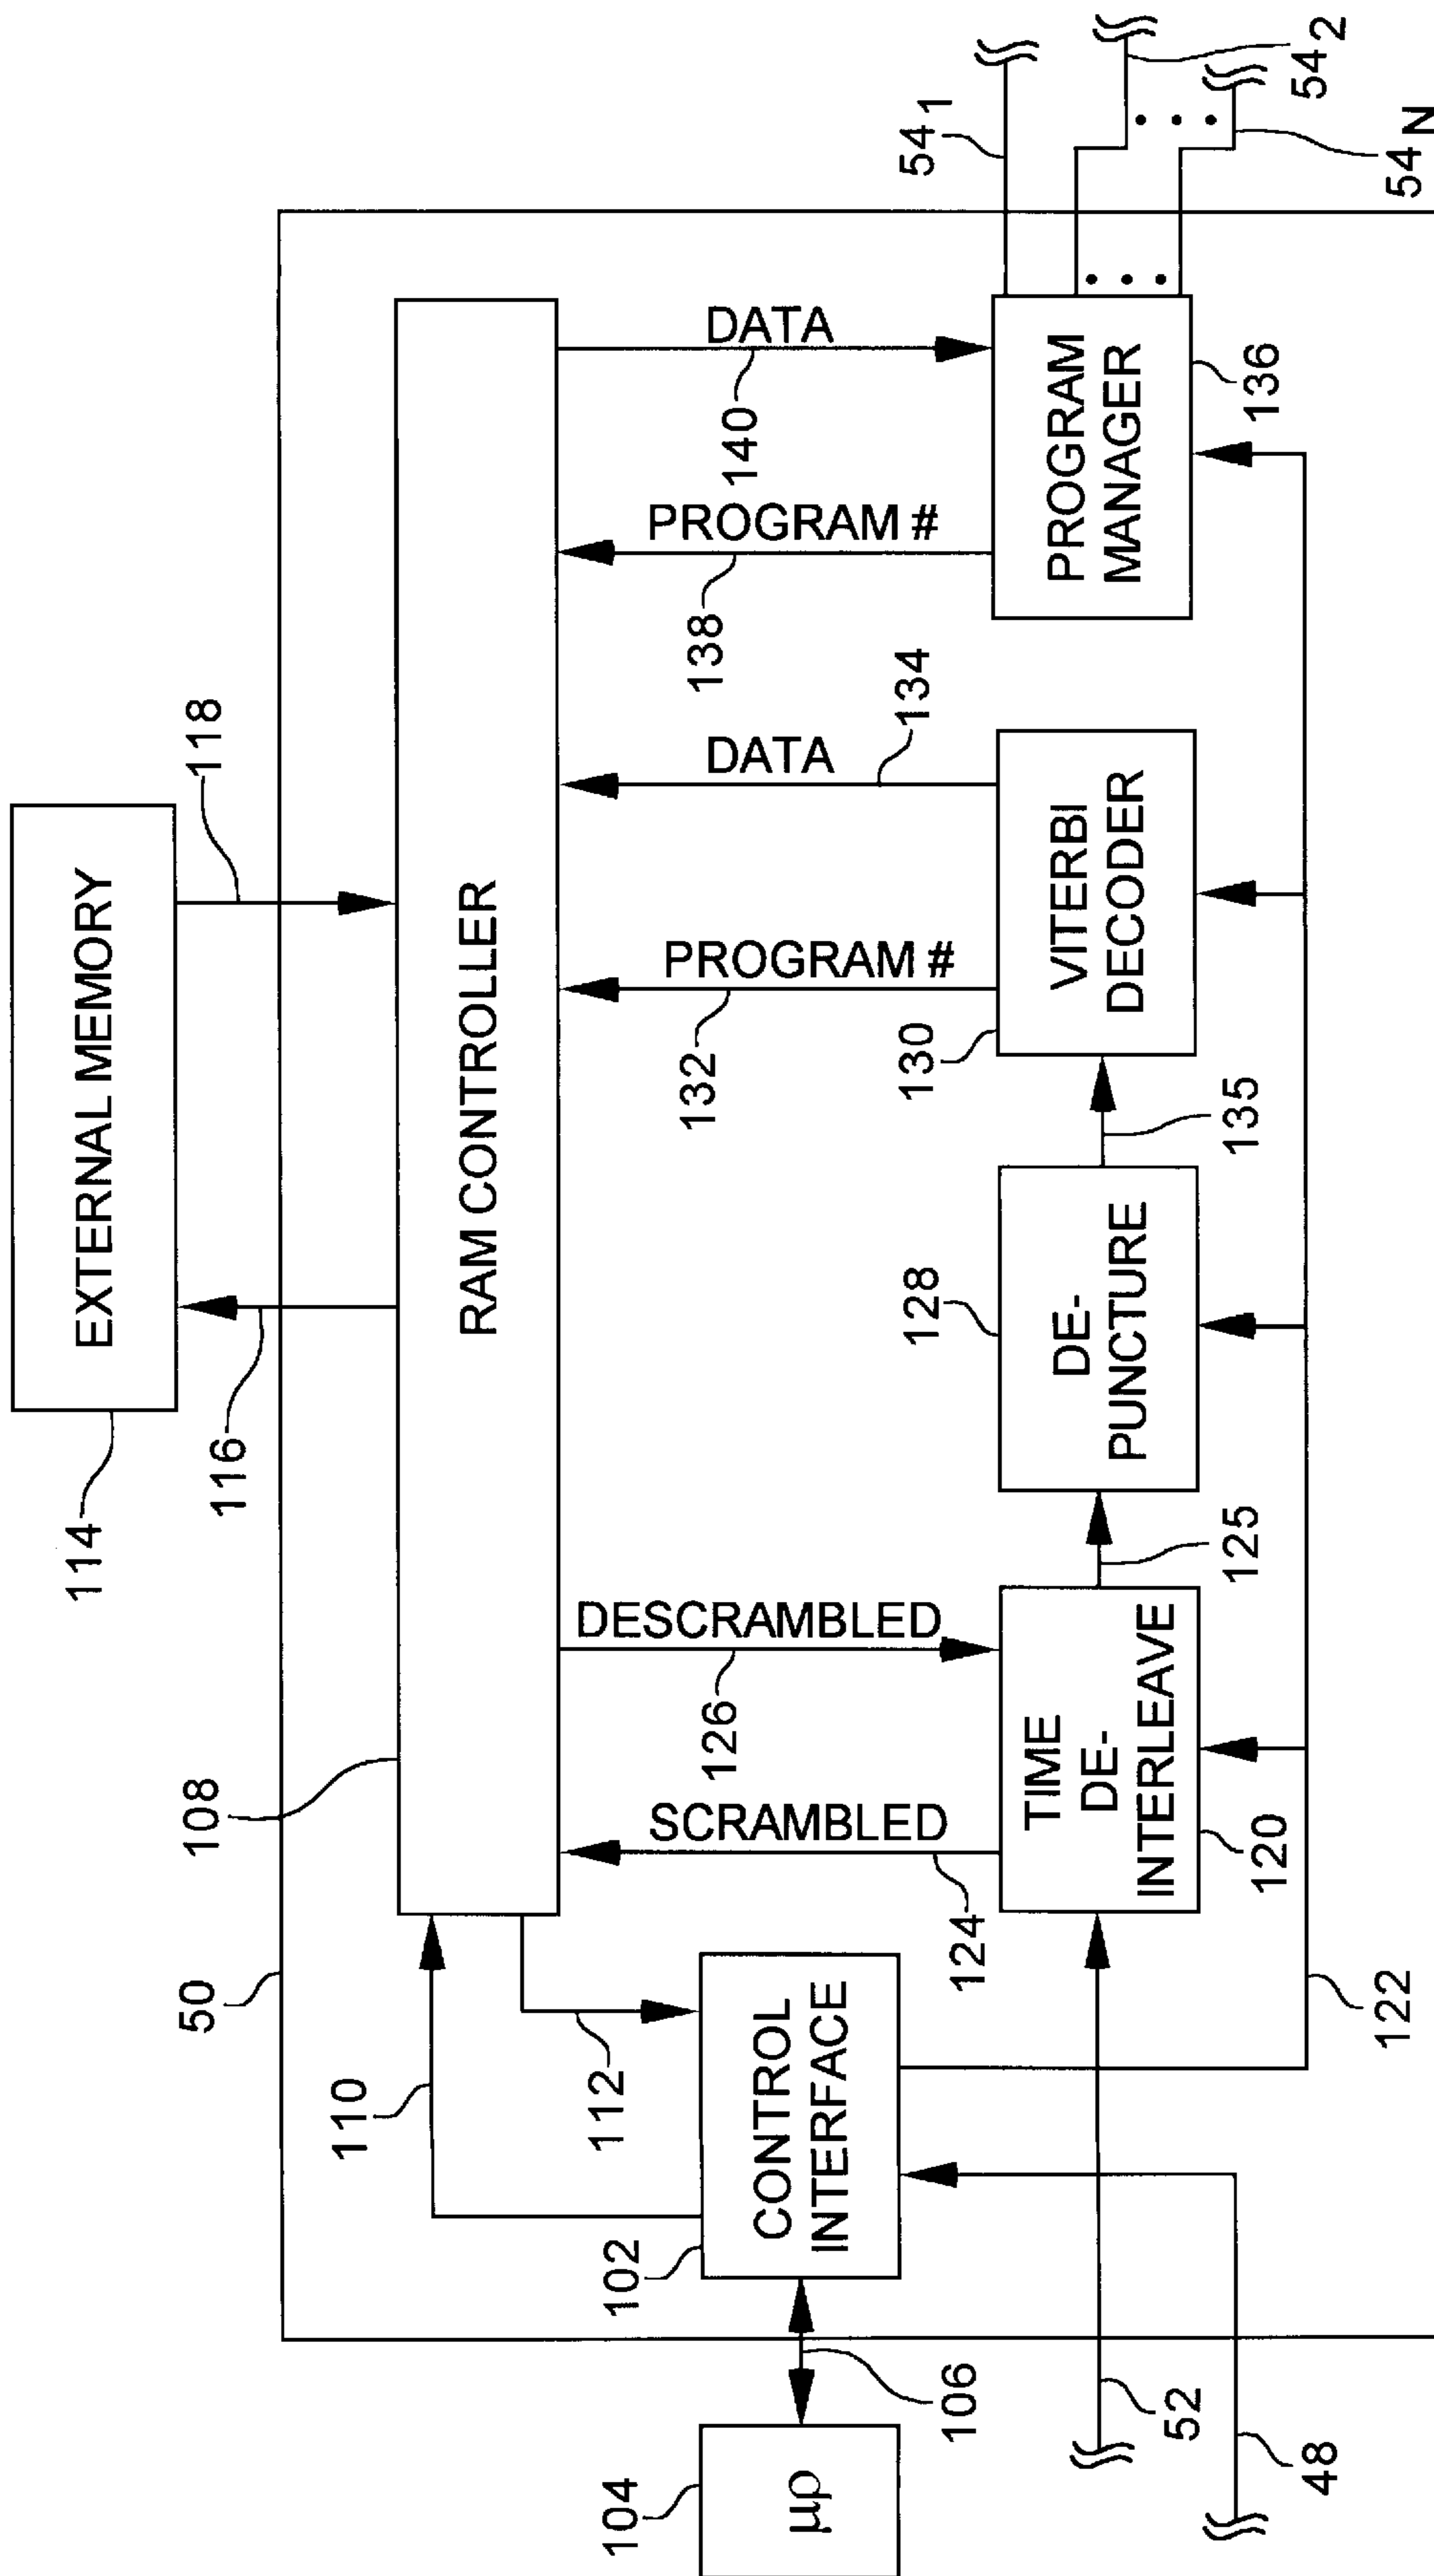 114
EXTERNAL MEMORY
116
118
50
108
RAM CONTROLLER
110
112
SCRAMBLED
124
DESCRAMBLED
126
PROGRAM #
132
DATA
134
PROGRAM #
138
DATA
140
104
μρ
106
102
CONTROL
INTERFACE
TIME
DE-
INTERLEAVE
120
125
128
DE-
PUNCTURE
135
130
VITERBI
DECODER
PROGRAM
MANAGER
136
54 1
54 2
54 N
52
48
122